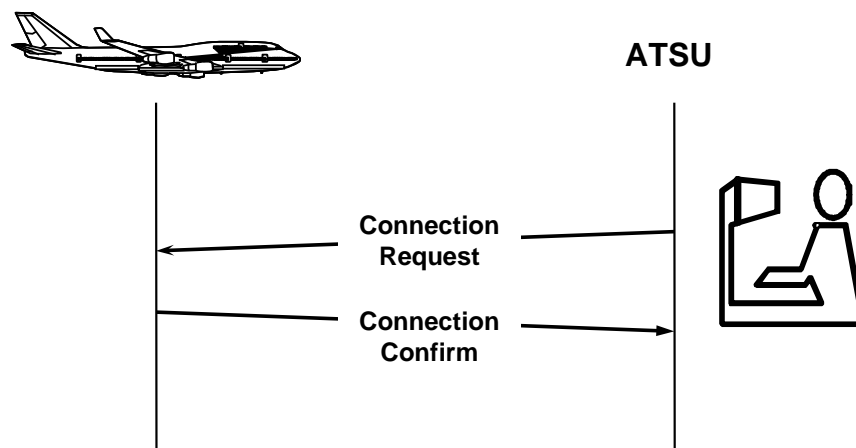 ATSU
Connection
Request
Connection
Confirm